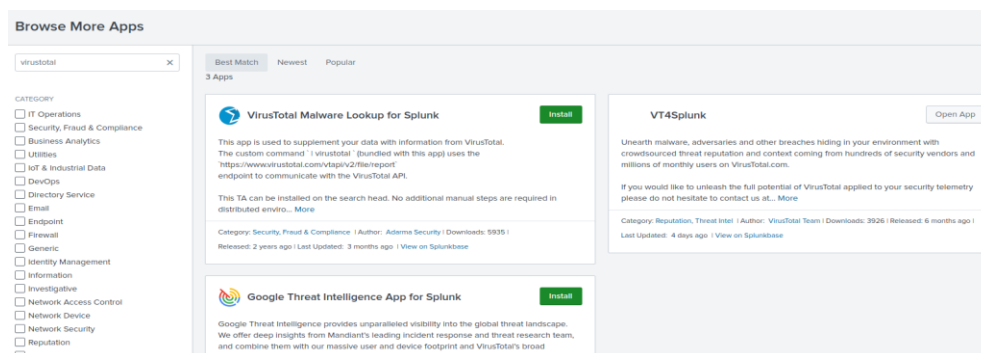 Browse More Apps
virustotal
CATEGORY
IT Operations
Security, Fraud & Compliance
Business Analytics
Utilities
IoT & Industrial Data
DevOps
Directory Service
Email
Endpoint
Firewall
Generic
Identity Management
Information
Investigative
Network Access Control
Network Device
Network Security
Reputation
Best Match Newest Popular
3 Apps
VirusTotal Malware Lookup for Splunk
Install
This app is used to supplement your data with information from VirusTotal.
The custom command ` | virustotal ` (bundled with this app) uses the
`https://www.virustotal.com/vtapi/v2/file/report`
endpoint to communicate with the VirusTotal API.
This TA can be installed on the search head. No additional manual steps are required in
distributed enviro... More
Category: Security, Fraud & Compliance | Author: Adarma Security | Downloads: 5935 |
Released: 2 years ago | Last Updated: 3 months ago | View on Splunkbase
VT4Splunk
Open App
Unearth malware, adversaries and other breaches hiding in your environment with
crowdsourced threat reputation and context coming from hundreds of security vendors and
millions of monthly users on VirusTotal.com.
If you would like to unleash the full potential of VirusTotal applied to your security telemetry
please do not hesitate to contact us at... More
Category: Reputation, Threat Intel | Author: VirusTotal Team | Downloads: 3926 | Released: 6 months ago |
Last Updated: 4 days ago | View on Splunkbase
Google Threat Intelligence App for Splunk
Install
Google Threat Intelligence provides unparalleled visibility into the global threat landscape.
We offer deep insights from Mandiant's leading incident response and threat research team,
and combine them with our massive user and device footprint and VirusTotal's broad